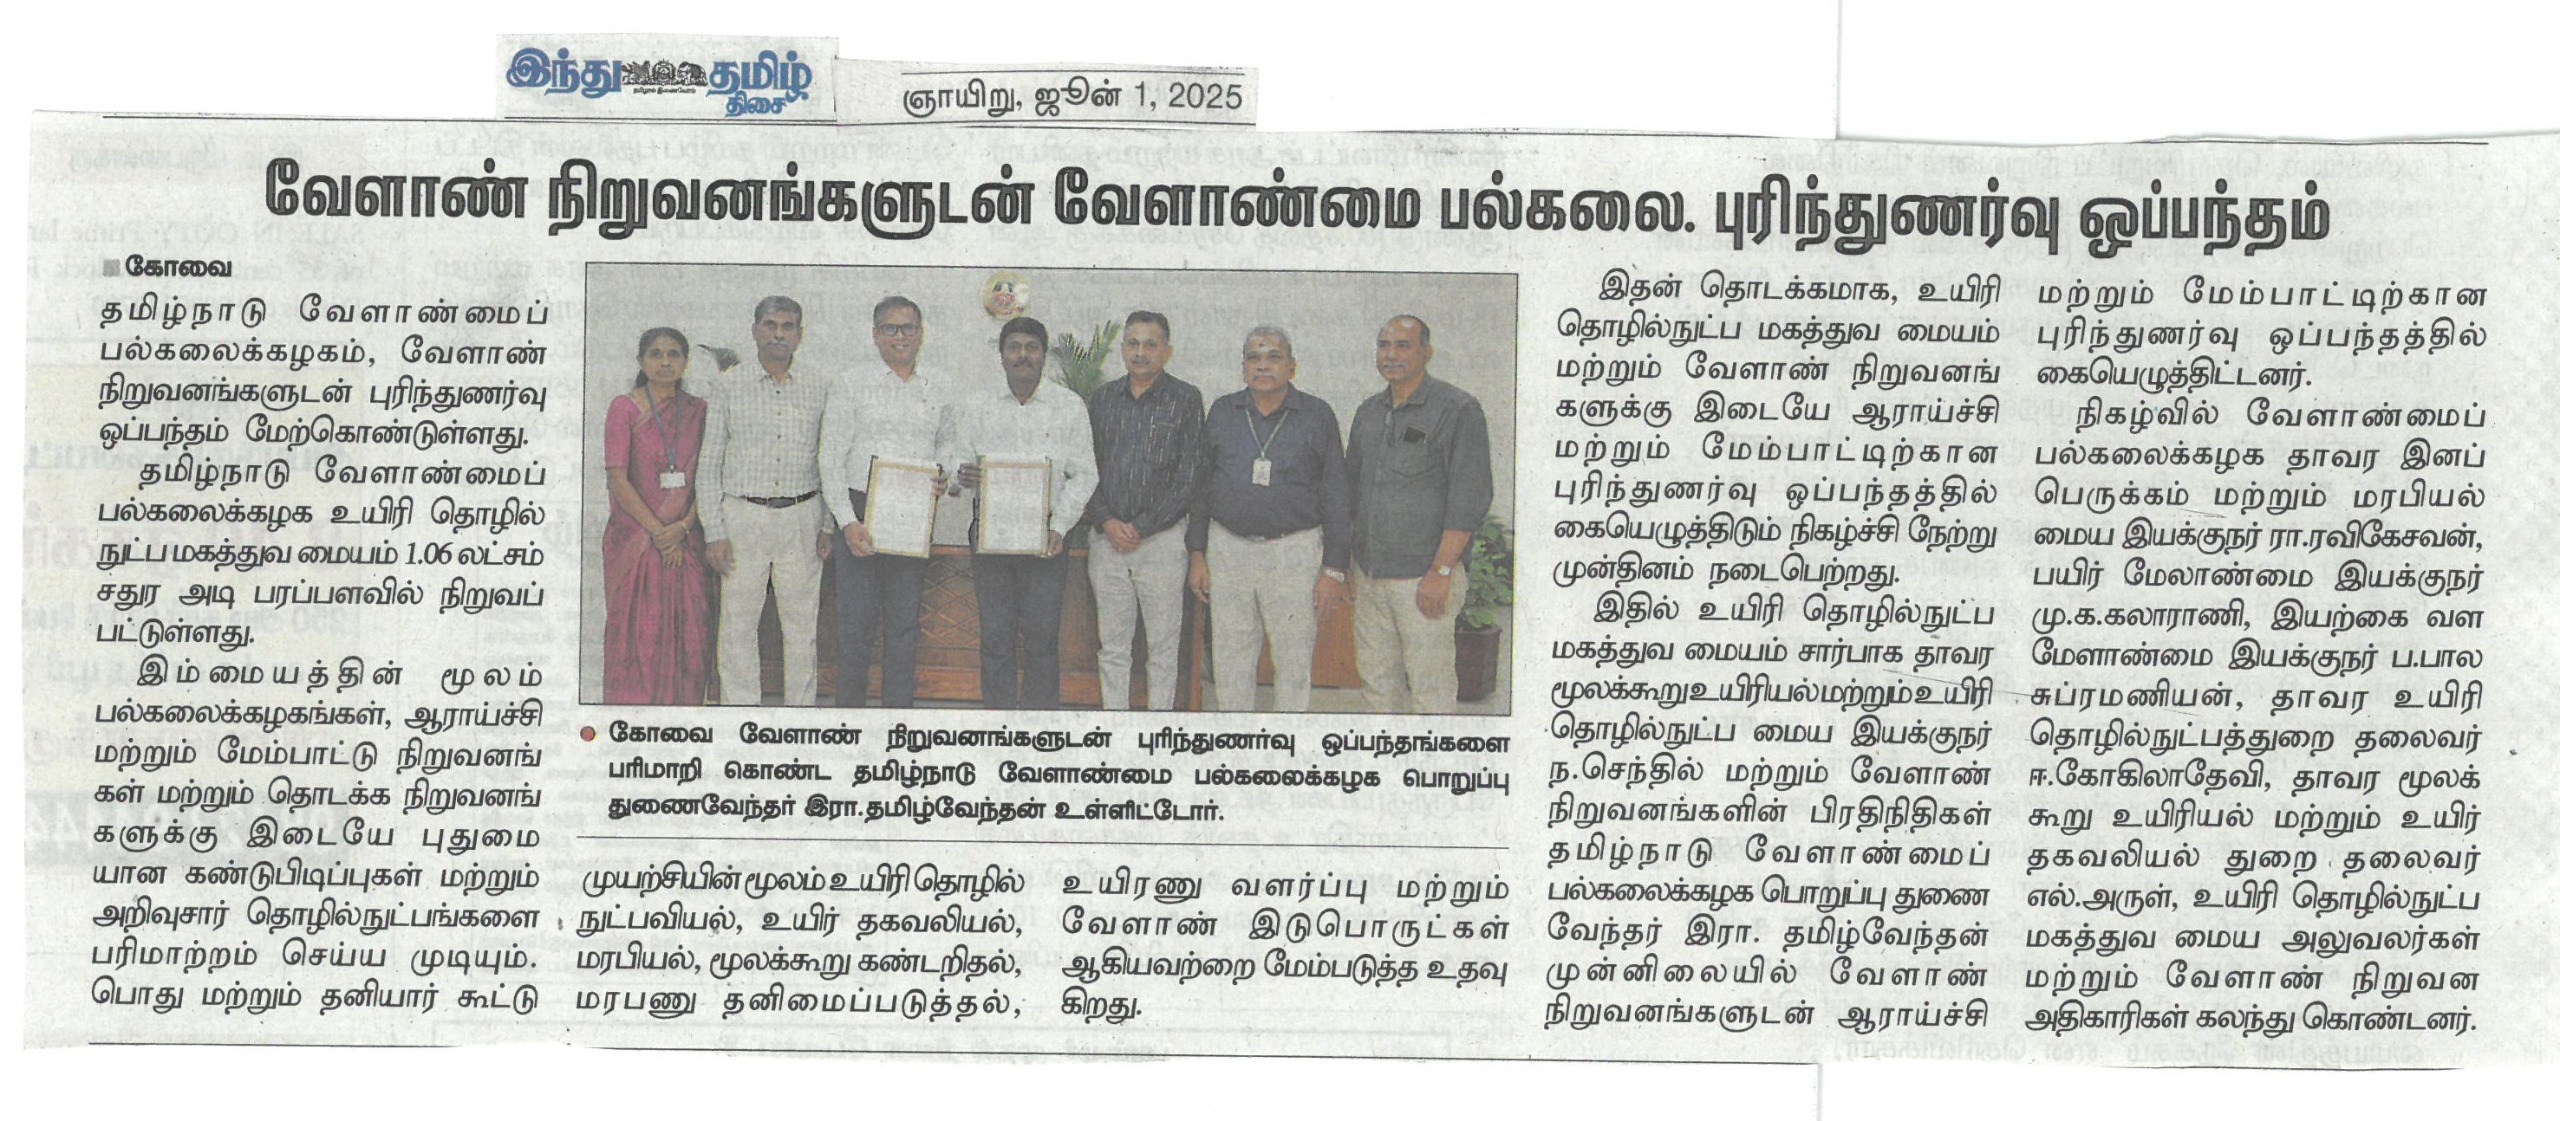 இந்து தமிழ்
திசை
ஞாயிறு, ஜூன் 1, 2025
வேளாண் நிறுவனங்களுடன் வேளாண்மை பல்கலை. புரிந்துணர்வு ஒப்பந்தம்
கோவை
தமிழ்நாடு வேளாண்மைப்
பல்கலைக்கழகம், வேளாண்
நிறுவனங்களுடன் புரிந்துணர்வு
ஒப்பந்தம் மேற்கொண்டுள்ளது.
தமிழ்நாடு வேளாண்மைப்
பல்கலைக்கழக உயிரி தொழில்
நுட்ப மகத்துவ மையம் 1.06 லட்சம்
சதுர அடி பரப்பளவில் நிறுவப்
பட்டுள்ளது.
இம்மையத்தின் மூலம்
பல்கலைக்கழகங்கள், ஆராய்ச்சி
மற்றும் மேம்பாட்டு நிறுவனங்
கள் மற்றும் தொடக்க நிறுவனங்
களுக்கு இடையே புதுமை
யான கண்டுபிடிப்புகள் மற்றும்
அறிவுசார் தொழில்நுட்பங்களை
பரிமாற்றம் செய்ய முடியும்.
பொது மற்றும் தனியார் கூட்டு
கோவை வேளாண் நிறுவனங்களுடன் புரிந்துணர்வு ஒப்பந்தங்களை
பரிமாறி கொண்ட தமிழ்நாடு வேளாண்மை பல்கலைக்கழக பொறுப்பு
துணைவேந்தர் இரா.தமிழ்வேந்தன் உள்ளிட்டோர்.
முயற்சியின் மூலம் உயிரி தொழில்
நுட்பவியல், உயிர் தகவலியல்,
மரபியல், மூலக்கூறு கண்டறிதல்,
மரபணு தனிமைப்படுத்தல்,
உயிரணு வளர்ப்பு மற்றும்
வேளாண் இடுபொருட்கள்
ஆகியவற்றை மேம்படுத்த உதவு
கிறது.
இதன் தொடக்கமாக, உயிரி
தொழில்நுட்ப மகத்துவ மையம்
மற்றும் வேளாண் நிறுவனங்
களுக்கு இடையே ஆராய்ச்சி
மற்றும் மேம்பாட்டிற்கான
புரிந்துணர்வு ஒப்பந்தத்தில்
கையெழுத்திடும் நிகழ்ச்சி நேற்று
முன்தினம் நடைபெற்றது.
இதில் உயிரி தொழில்நுட்ப
மகத்துவ மையம் சார்பாக தாவர
மூலக்கூறு உயிரியல் மற்றும் உயிரி
தொழில்நுட்ப மைய இயக்குநர்
ந.செந்தில் மற்றும் வேளாண்
நிறுவனங்களின் பிரதிநிதிகள்
தமிழ்நாடு வேளாண்மைப்
பல்கலைக்கழக பொறுப்பு துணை
வேந்தர் இரா. தமிழ்வேந்தன்
முன்னிலையில் வேளாண்
நிறுவனங்களுடன் ஆராய்ச்சி
மற்றும் மேம்பாட்டிற்கான
புரிந்துணர்வு ஒப்பந்தத்தில்
கையெழுத்திட்டனர்.
நிகழ்வில் வேளாண்மைப்
பல்கலைக்கழக தாவர இனப்
பெருக்கம் மற்றும் மரபியல்
மைய இயக்குநர் ரா.ரவிகேசவன்,
பயிர் மேலாண்மை இயக்குநர்
மு.க.கலாராணி, இயற்கை வள
மேளாண்மை இயக்குநர் ப.பால
சுப்ரமணியன், தாவர உயிரி
தொழில்நுட்பத்துறை தலைவர்
ஈ.கோகிலாதேவி, தாவர மூலக்
கூறு உயிரியல் மற்றும் உயிர்
தகவலியல் துறை தலைவர்
எல்.அருள், உயிரி தொழில்நுட்ப
மகத்துவ மைய அலுவலர்கள்
மற்றும் வேளாண் நிறுவன
அதிகாரிகள் கலந்து கொண்டனர்.